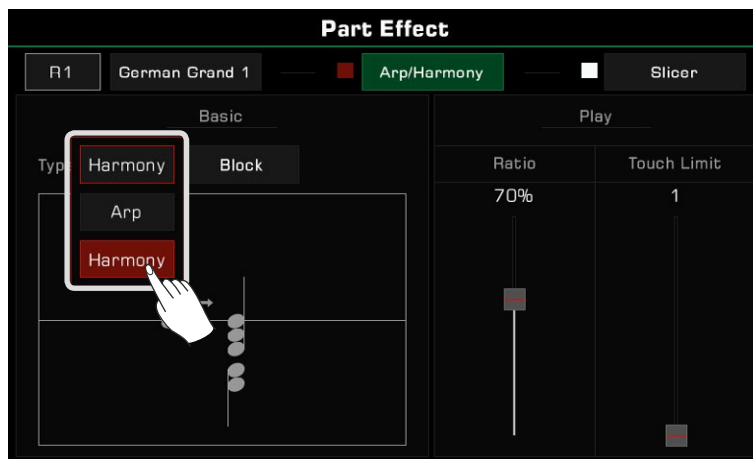 Part Effect
R1 German Grand 1 Arp/Harmony Slicer
Basic
Type Harmony Block
Arp
Harmony
Play
Ratio Touch Limit
70% 1